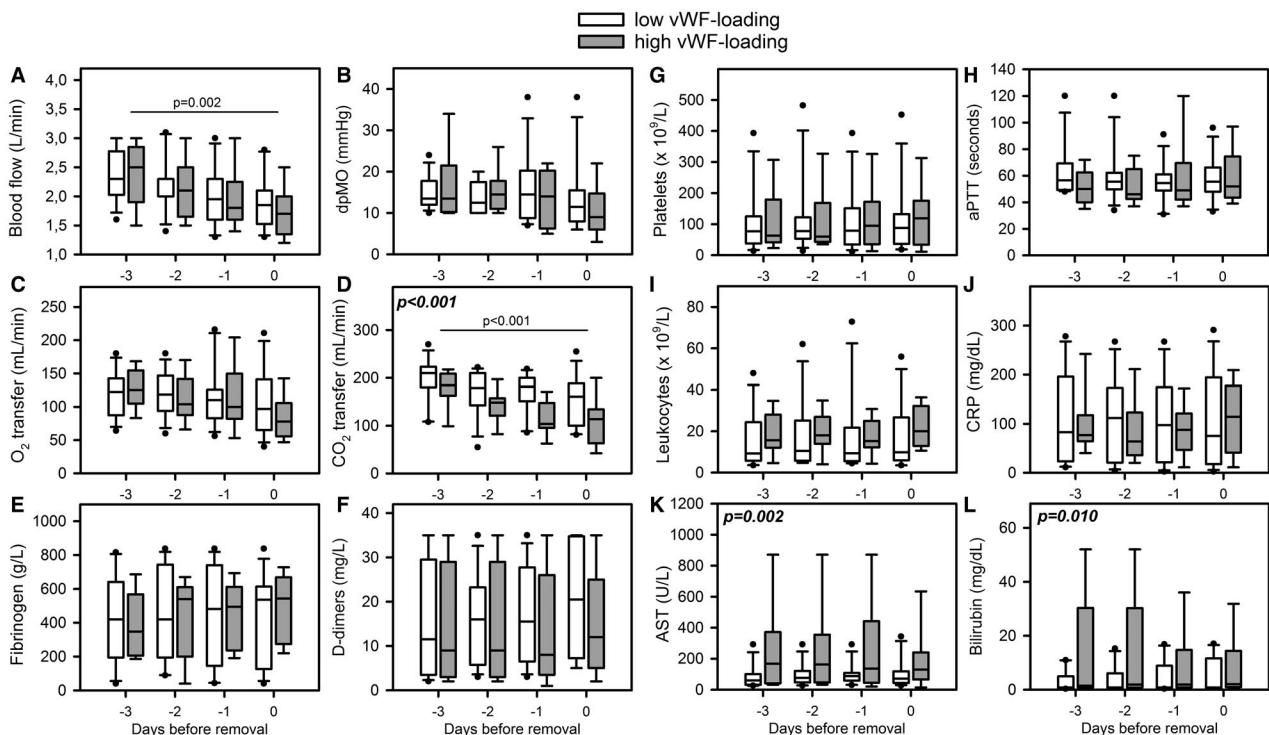 low vWF-loading
high vWF-loading
A
Blood flow (L/min)
4,0
3,5
3,0
2,5
2,0
1,5
1,0
p=0.002
-3 -2 -1 0
B
dpMO (mmHg)
40
30
20
10
0
-3 -2 -1 0
G
Platelets (x 10^9/L)
500
400
300
200
100
0
-3 -2 -1 0
H
aPTT (seconds)
140
120
100
80
60
40
20
0
-3 -2 -1 0
C
O2 transfer (mL/min)
250
200
150
100
50
0
-3 -2 -1 0
D
CO2 transfer (mL/min)
p<0.001
p<0.001
300
200
100
0
-3 -2 -1 0
I
Leukocytes (x 10^9/L)
80
60
40
20
0
-3 -2 -1 0
J
CRP (mg/dL)
300
200
100
0
-3 -2 -1 0
E
Fibrinogen (g/L)
1000
800
600
400
200
0
-3 -2 -1 0
Days before removal
F
D-dimers (mg/L)
40
30
20
10
0
-3 -2 -1 0
Days before removal
K
AST (U/L)
p=0.002
1200
1000
800
600
400
200
0
-3 -2 -1 0
Days before removal
L
Bilirubin (mg/dL)
p=0.010
60
40
20
0
-3 -2 -1 0
Days before removal